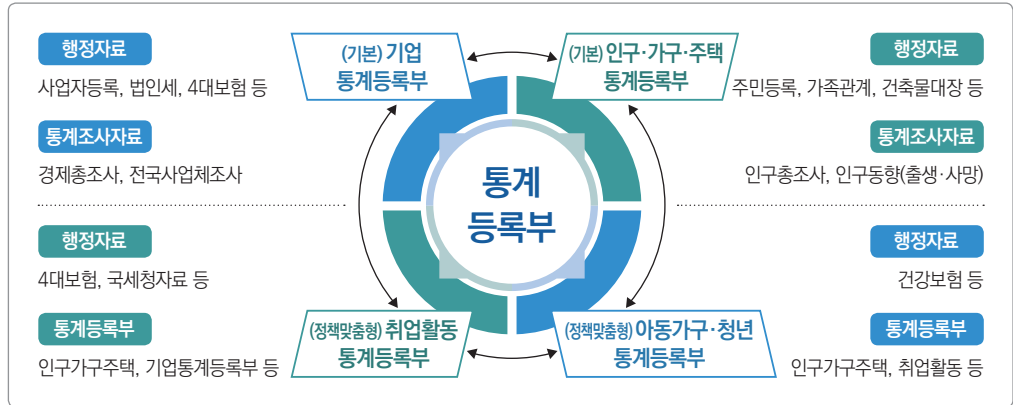 행정자료
사업자등록, 법인세, 4대보험 등
통계조사자료
경제총조사, 전국사업체조사
(기본) 기업
통계등록부
(기본) 인구·가구·주택
통계등록부
행정자료
주민등록, 가족관계, 건축물대장 등
통계조사자료
인구총조사, 인구동향(출생·사망)
통계
등록부
행정자료
4대보험, 국세청자료 등
통계등록부
인구가구주택, 기업통계등록부 등
(정책맞춤형) 취업활동
통계등록부
(정책맞춤형) 아동가구·청년
통계등록부
행정자료
건강보험 등
통계등록부
인구가구주택, 취업활동 등